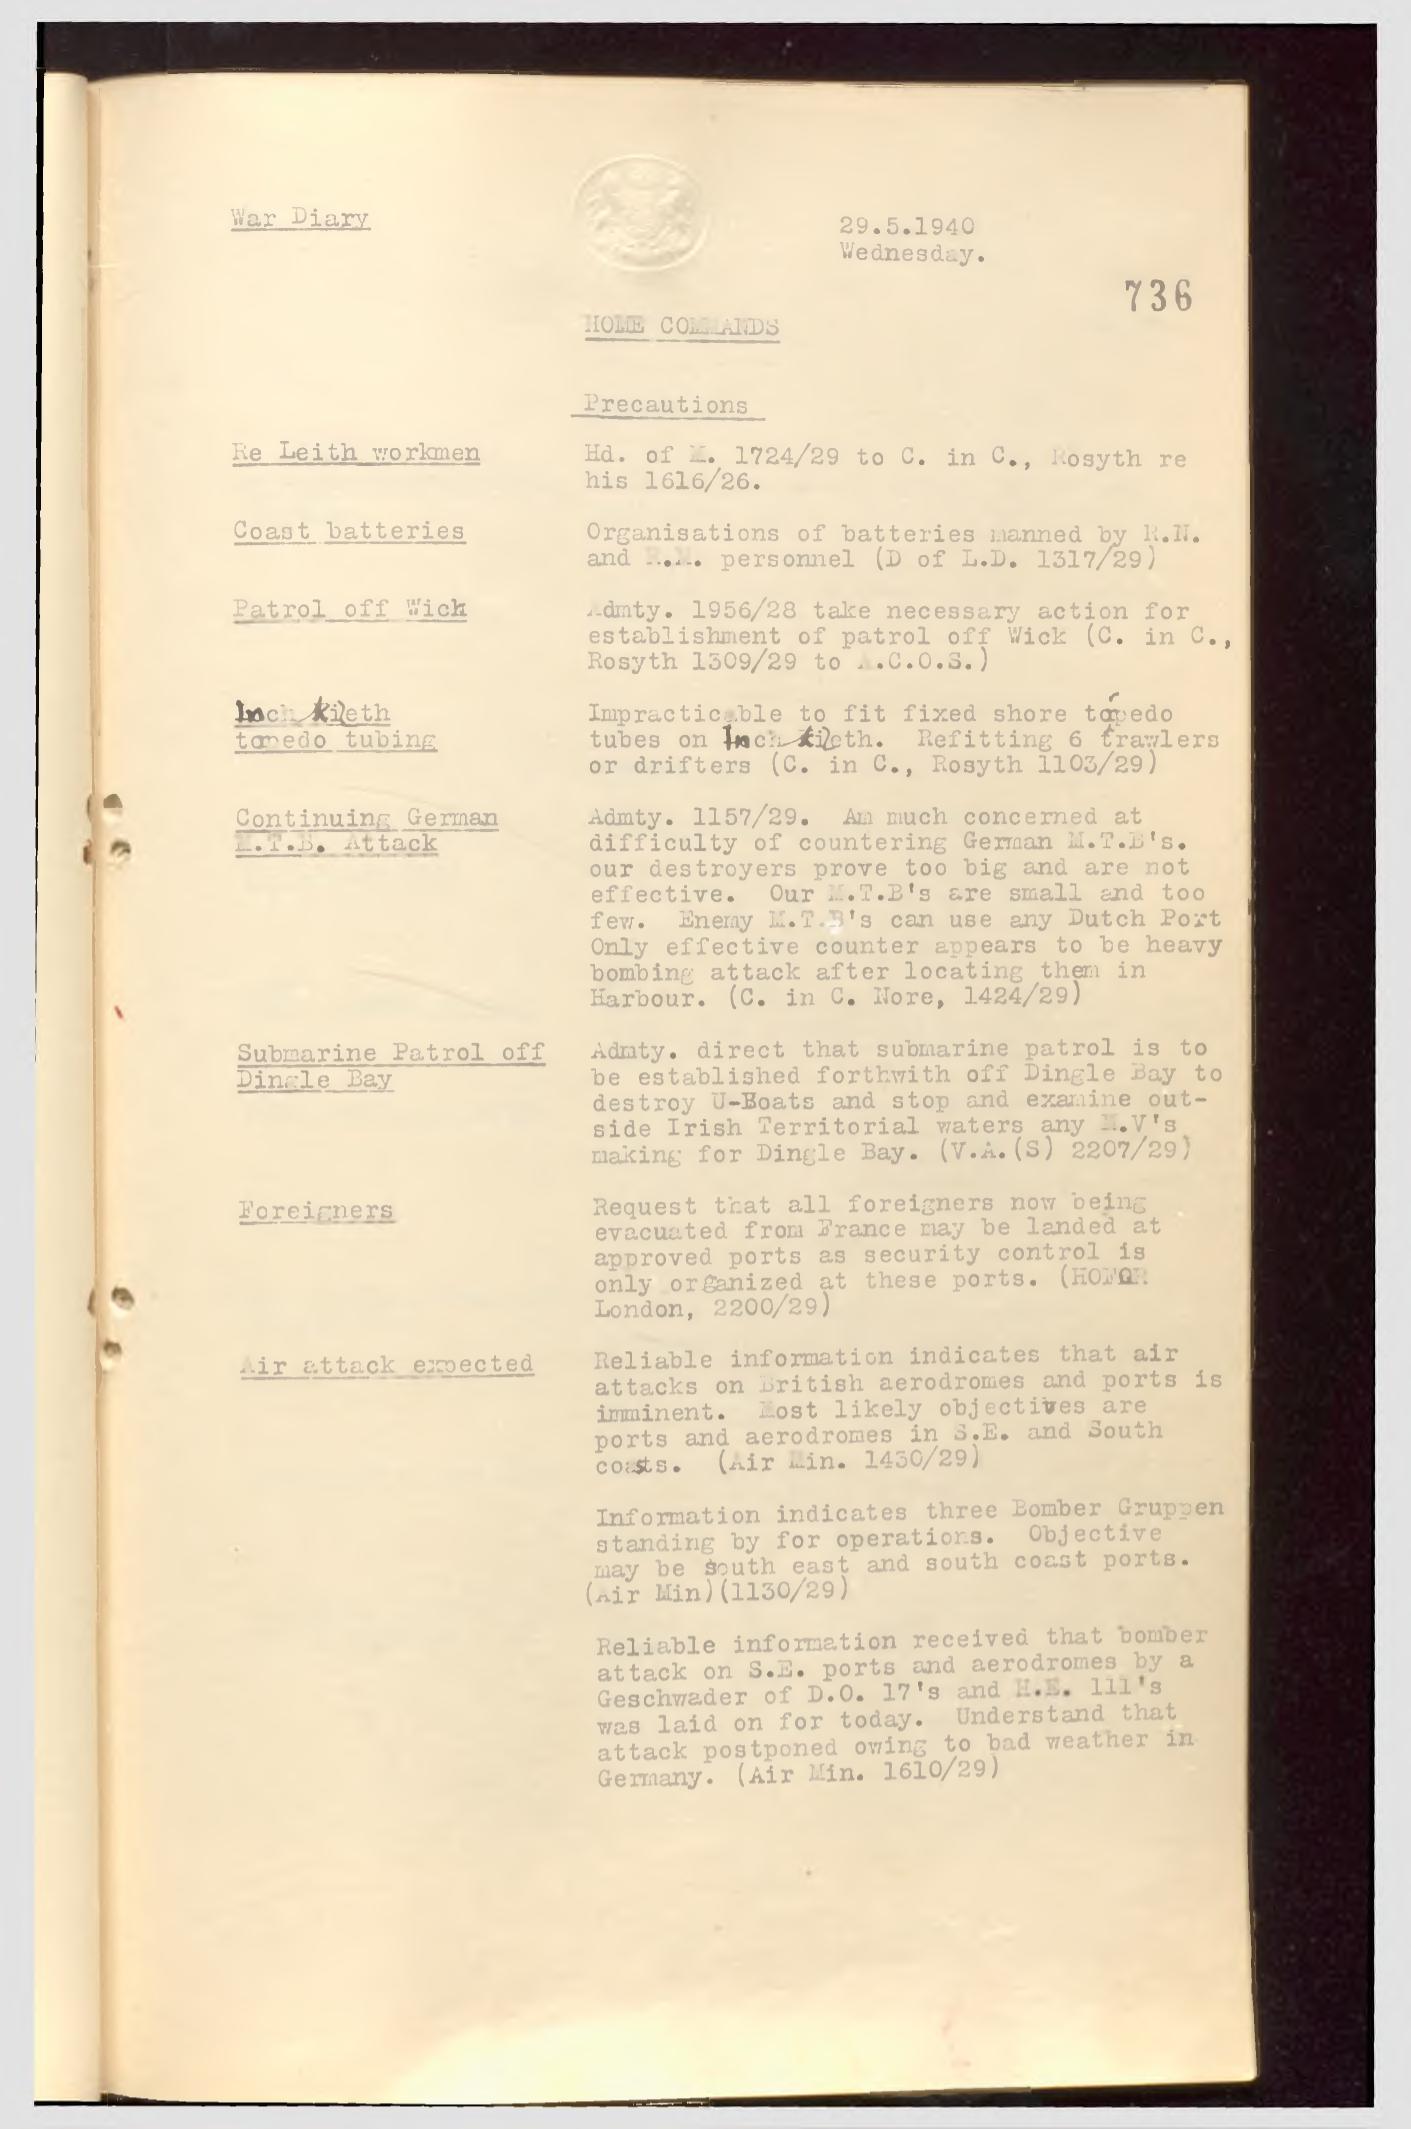 War Diary
29.5.1940
Wednesday.
736
HOME COMMANDS
Precautions
Re Leith workmen
Hd. of M. 1724/29 to C. in C., Rosyth re
his 1616/26.
Coast batteries
Organisations of batteries manned by R.N.
and R.M. personnel (D of L.D. 1317/29)
Patrol off Wick
Admty. 1956/28 take necessary action for
establishment of patrol off Wick (C. in C.,
Rosyth 1309/29 to A.C.O.S.)
Inch Kieth
topedo tubing
Impracticable to fit fixed shore topedo
tubes on Inch Kieth. Refitting 6 trawlers
or drifters (C. in C., Rosyth 1103/29)
Continuing German
M.T.B. Attack
Admty. 1157/29. Am much concerned at
difficulty of countering German M.T.B's.
our destroyers prove too big and are not
effective. Our M.T.B's are small and too
few. Enemy M.T.B's can use any Dutch Port
Only effective counter appears to be heavy
bombing attack after locating them in
Harbour. (C. in C. Nore, 1424/29)
Submarine Patrol off
Dingle Bay
Admty. direct that submarine patrol is to
be established forthwith off Dingle Bay to
destroy U-Boats and stop and examine out-
side Irish Territorial waters any M.V's
making for Dingle Bay. (V.A.(S) 2207/29)
Foreigners
Request that all foreigners now being
evacuated from France may be landed at
approved ports as security control is
only organized at these ports. (HOFOR
London, 2200/29)
Air attack expected
Reliable information indicates that air
attacks on British aerodromes and ports is
imminent. Most likely objectives are
ports and aerodromes in S.E. and South
coasts. (Air Min. 1430/29)
Information indicates three Bomber Gruppen
standing by for operations. Objective
may be south east and south coast ports.
(Air Min)(1130/29)
Reliable information received that bomber
attack on S.E. ports and aerodromes by a
Geschwader of D.O. 17's and H.E. 111's
was laid on for today. Understand that
attack postponed owing to bad weather in
Germany. (Air Min. 1610/29)